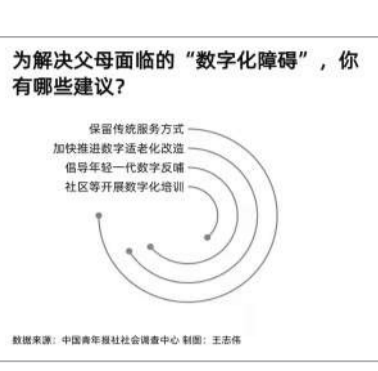 为解决父母面临的“数字化障碍”，你
有哪些建议？
保留传统服务方式
加快推进数字适老化改造
倡导年轻一代数字反哺
社区等开展数字化培训
数据来源：中国青年报社社会调查中心 制图：王志伟